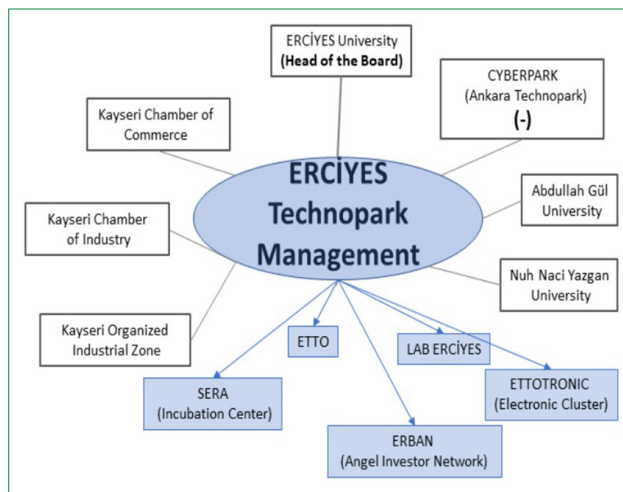 ERCİYES University
(Head of the Board)
CYBERPARK
(Ankara Technopark)
(-)
Kayseri Chamber of
Commerce
ERCİYES
Technopark
Management
Abdullah Gül
University
Kayseri Chamber
of Industry
Nuh Naci Yazgan
University
Kayseri Organized
Industrial Zone
ETTO
LAB ERCİYES
SERA
(Incubation Center)
ETTOTRONIC
(Electronic Cluster)
ERBAN
(Angel Investor Network)